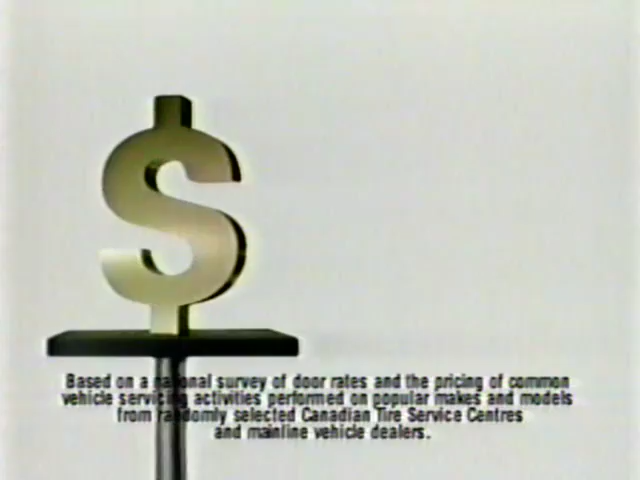 $
Based on a national survey of door rates and the pricing of common
vehicle servicing activities performed on popular makes and models
from randomly selected Canadian Tire Service Centres
and mainline vehicle dealers.